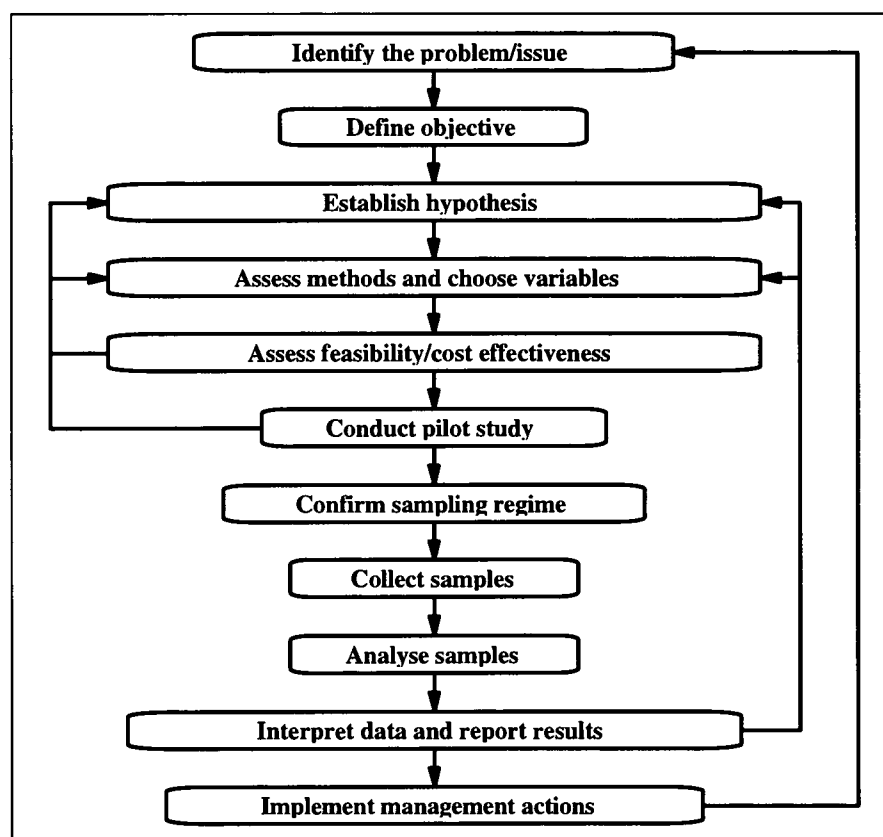 Identify the problem/issue
Define objective
Establish hypothesis
Assess methods and choose variables
Assess feasibility/cost effectiveness
Conduct pilot study
Confirm sampling regime
Collect samples
Analyse samples
Interpret data and report results
Implement management actions